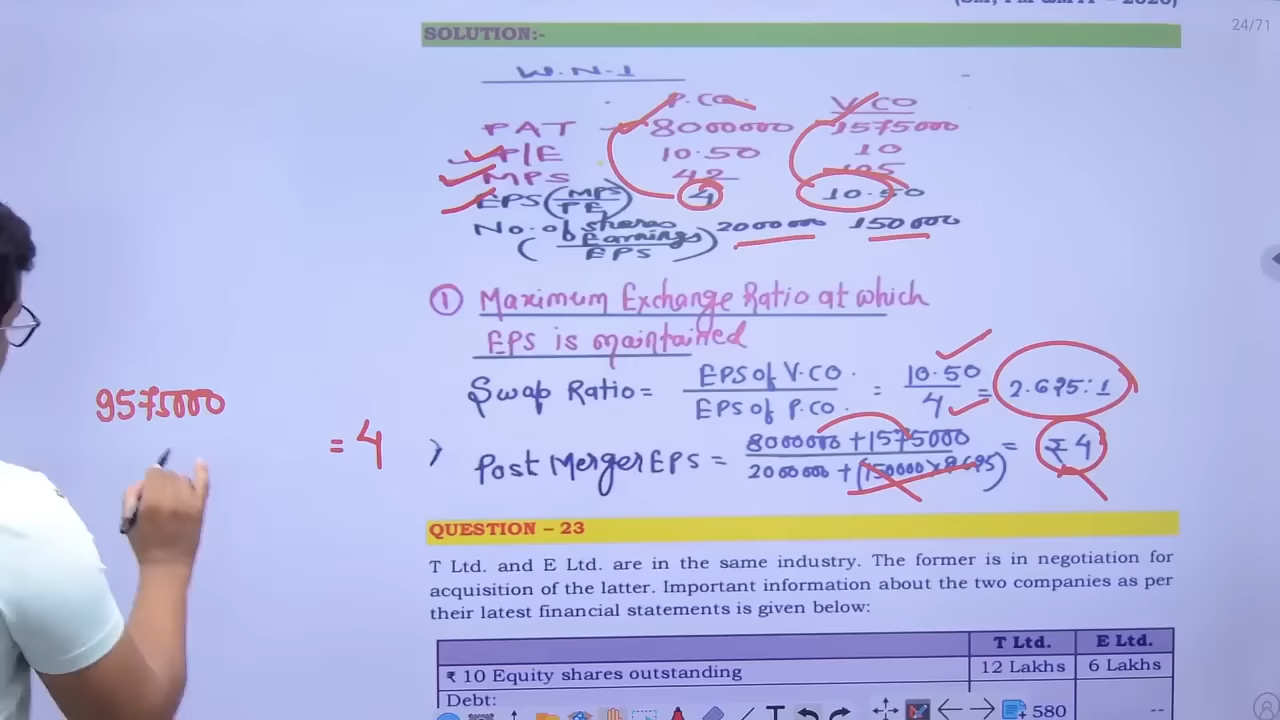 24/71
SOLUTION:-
W.N-1
P.CO. V.CO
PAT 8000000 1575000
P/E 10.50 10
MPS 42 105
EPS (MPS/PE) 4 10.50
No. of shares (Earnings/EPS) 2000000 150000
① Maximum Exchange Ratio at which
EPS is maintained
Swap Ratio = EPS of V.CO. / EPS of P.CO. = 10.50 / 4 = 2.625:1
Post Merger EPS = 8000000 + 1575000 / 2000000 + (150000 × 2.625) = ₹ 4
9575000
= 4
QUESTION – 23
T Ltd. and E Ltd. are in the same industry. The former is in negotiation for
acquisition of the latter. Important information about the two companies as per
their latest financial statements is given below:
T Ltd. E Ltd.
₹ 10 Equity shares outstanding 12 Lakhs 6 Lakhs
Debt:
580 --